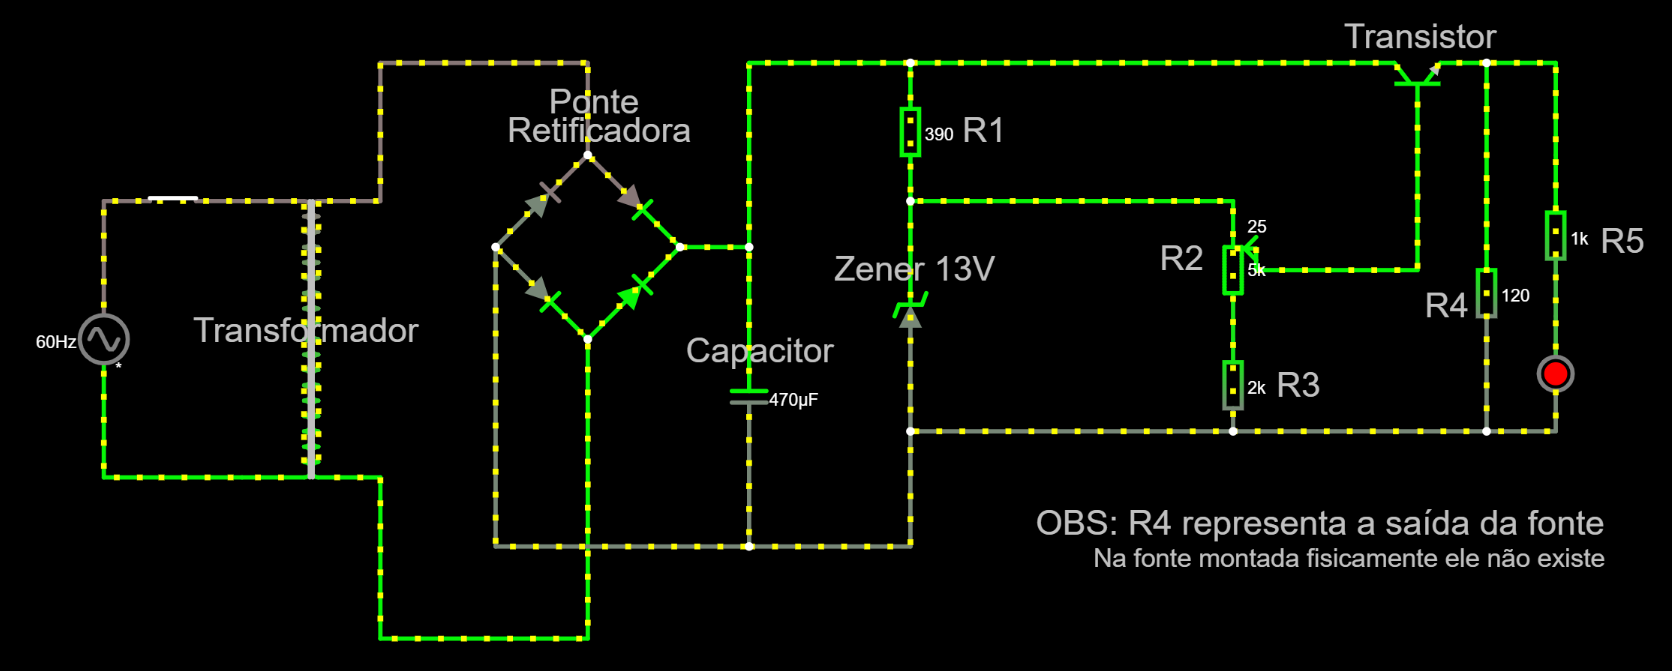 Transistor
Ponte
Retificadora
390 R1
25
R2
5k
1k R5
Zener 13V
R4 120
60Hz
Transformador
*
Capacitor
470µF
2k R3
OBS: R4 representa a saída da fonte
Na fonte montada fisicamente ele não existe